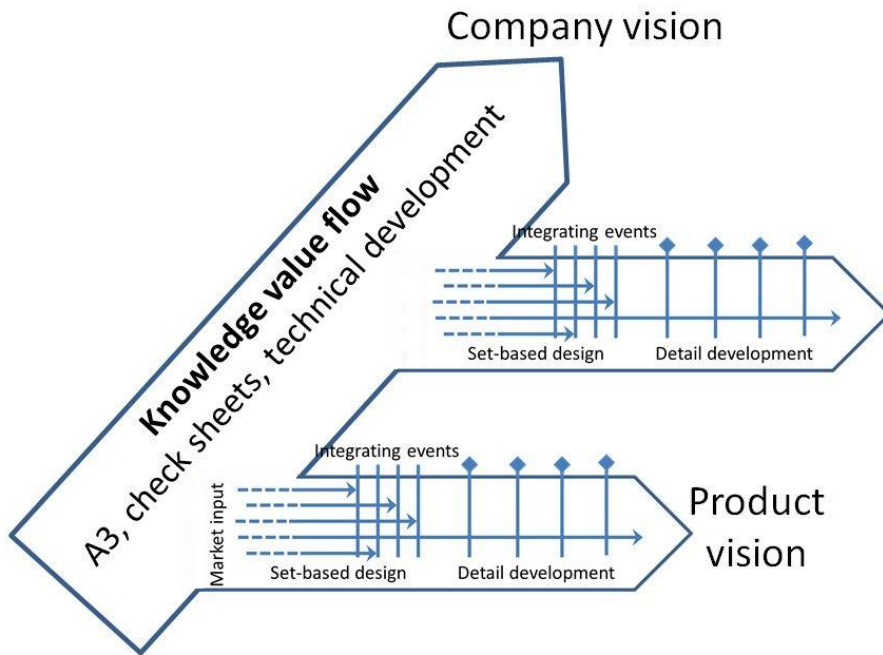 Company vision
Knowledge value flow
A3, check sheets, technical development
Integrating events
Set-based design
Detail development
Integrating events
Market input
Set-based design
Detail development
Product
vision